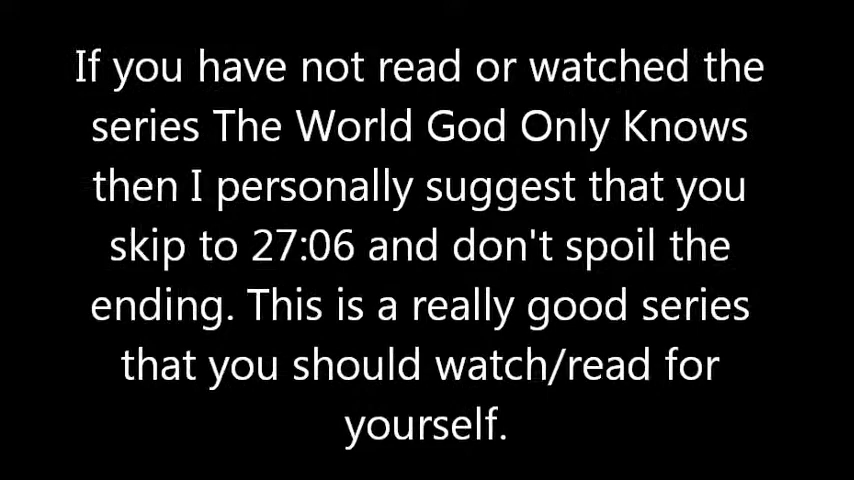 If you have not read or watched the
series The World God Only Knows
then I personally suggest that you
skip to 27:06 and don't spoil the
ending. This is a really good series
that you should watch/read for
yourself.